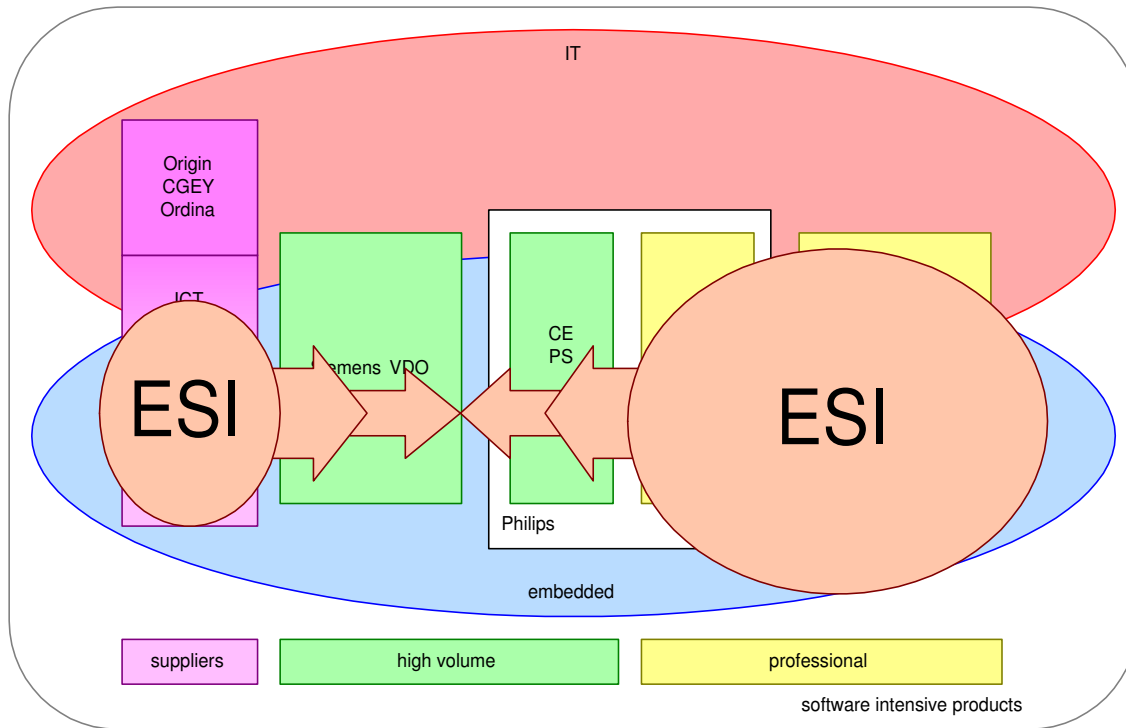 IT
Origin
CGEY
Ordina
ICT
CE
PS
Siemens VDO
ESI
ESI
Philips
embedded
suppliers
high volume
professional
software intensive products